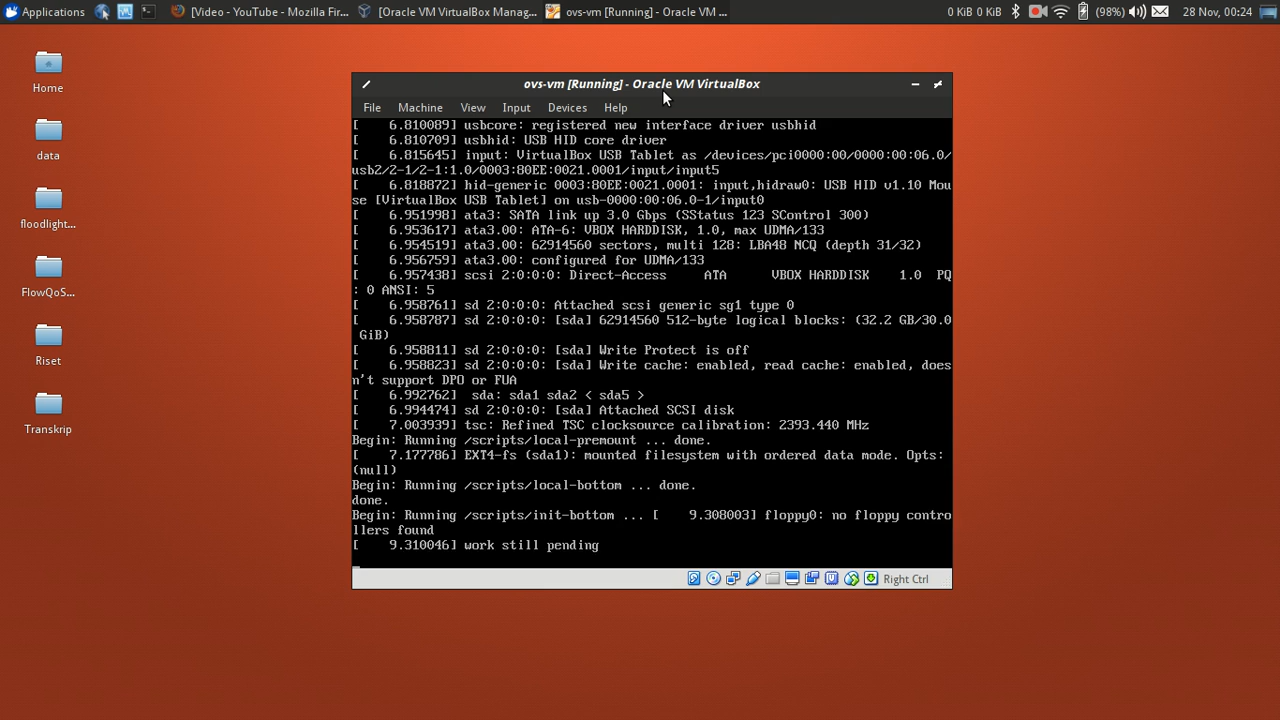 Applications
[Video - YouTube - Mozilla Fir...
[Oracle VM VirtualBox Manag...
ovs-vm [Running] - Oracle VM ...
0 KiB 0 KiB
(98%)
28 Nov, 00:24
Home
data
floodlight...
FlowQoS...
Riset
Transkrip
ovs-vm [Running] - Oracle VM VirtualBox
File Machine View Input Devices Help
[    6.810089] usbcore: registered new interface driver usbhid
[    6.810709] usbhid: USB HID core driver
[    6.815645] input: VirtualBox USB Tablet as /devices/pci0000:00/0000:00:06.0/
usb2/2-1/2-1:1.0/0003:80EE:0021.0001/input/input5
[    6.818872] hid-generic 0003:80EE:0021.0001: input,hidraw0: USB HID v1.10 Mou
se [VirtualBox USB Tablet] on usb-0000:00:06.0-1/input0
[    6.951998] ata3: SATA link up 3.0 Gbps (SStatus 123 SControl 300)
[    6.953617] ata3.00: ATA-6: VBOX HARDDISK, 1.0, max UDMA/133
[    6.954519] ata3.00: 62914560 sectors, multi 128: LBA48 NCQ (depth 31/32)
[    6.956759] ata3.00: configured for UDMA/133
[    6.957438] scsi 2:0:0:0: Direct-Access     ATA      VBOX HARDDISK    1.0  PQ
: 0 ANSI: 5
[    6.958761] sd 2:0:0:0: Attached scsi generic sg1 type 0
[    6.958787] sd 2:0:0:0: [sda] 62914560 512-byte logical blocks: (32.2 GB/30.0
 GiB)
[    6.958811] sd 2:0:0:0: [sda] Write Protect is off
[    6.958823] sd 2:0:0:0: [sda] Write cache: enabled, read cache: enabled, does
n't support DPO or FUA
[    6.992762]  sda: sda1 sda2 < sda5 >
[    6.994474] sd 2:0:0:0: [sda] Attached SCSI disk
[    7.003939] tsc: Refined TSC clocksource calibration: 2393.440 MHz
Begin: Running /scripts/local-premount ... done.
[    7.177786] EXT4-fs (sda1): mounted filesystem with ordered data mode. Opts:
(null)
Begin: Running /scripts/local-bottom ... done.
done.
Begin: Running /scripts/init-bottom ... [    9.308003] floppy0: no floppy contro
llers found
[    9.310046] work still pending
Right Ctrl